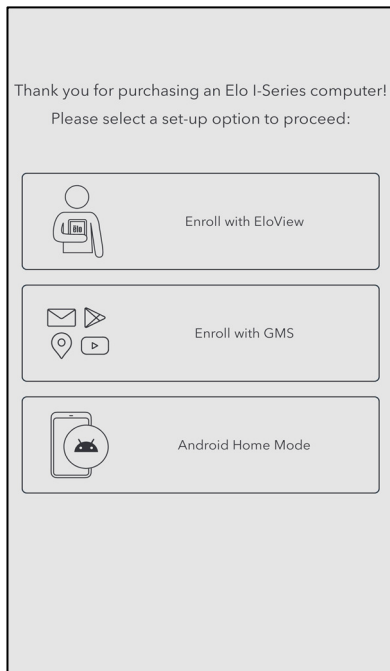 Thank you for purchasing an Elo I-Series computer!
Please select a set-up option to proceed:
Elo
Enroll with EloView
Enroll with GMS
Android Home Mode